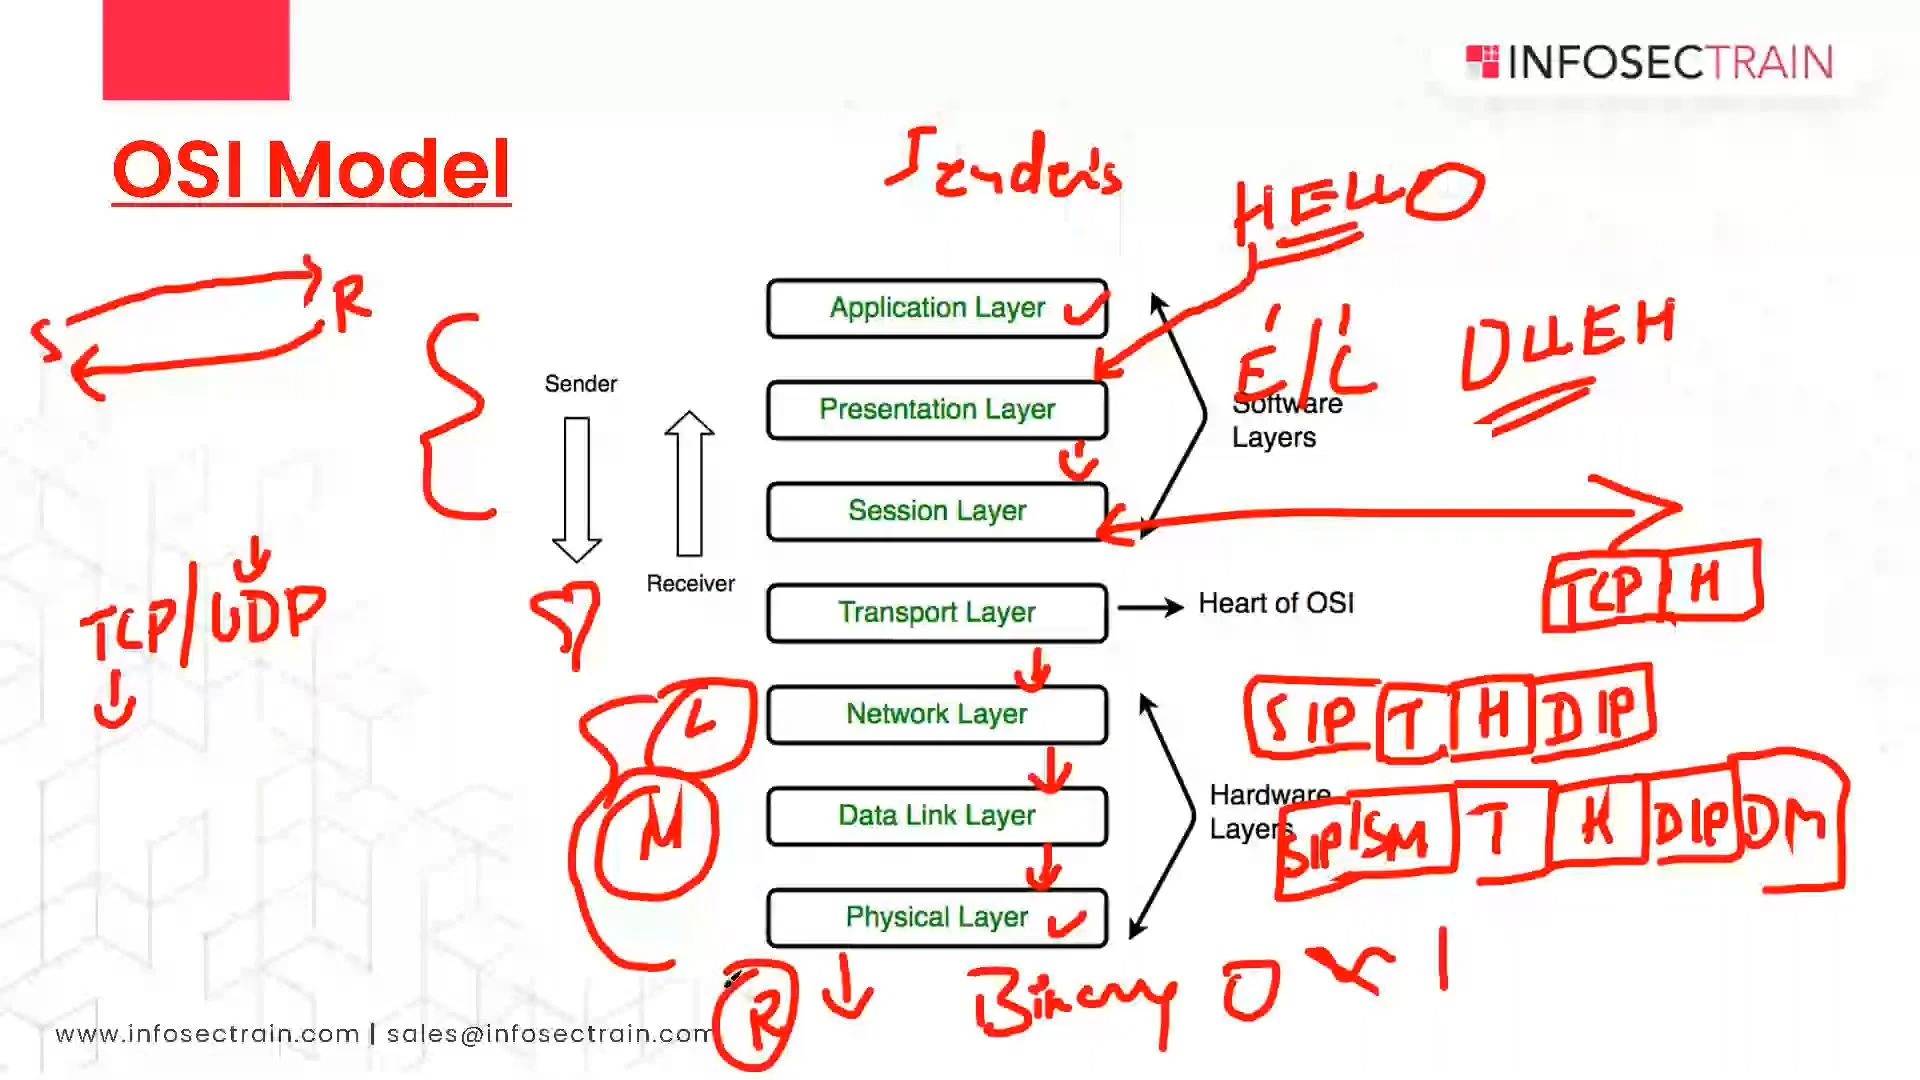 INFOSECTRAIN
OSI Model
Sender's
HELLO
S
R
Application Layer
E/C
OLLEH
Sender
Presentation Layer
Software
Layers
Session Layer
TCP/UDP
Receiver
Transport Layer
Heart of OSI
TCP H
L
Network Layer
SIP T H DIP
M
Data Link Layer
Hardware
Layers
SIP/SM T H DIP DM
Physical Layer
R
Binary 0 1
www.infosectrain.com | sales@infosectrain.com